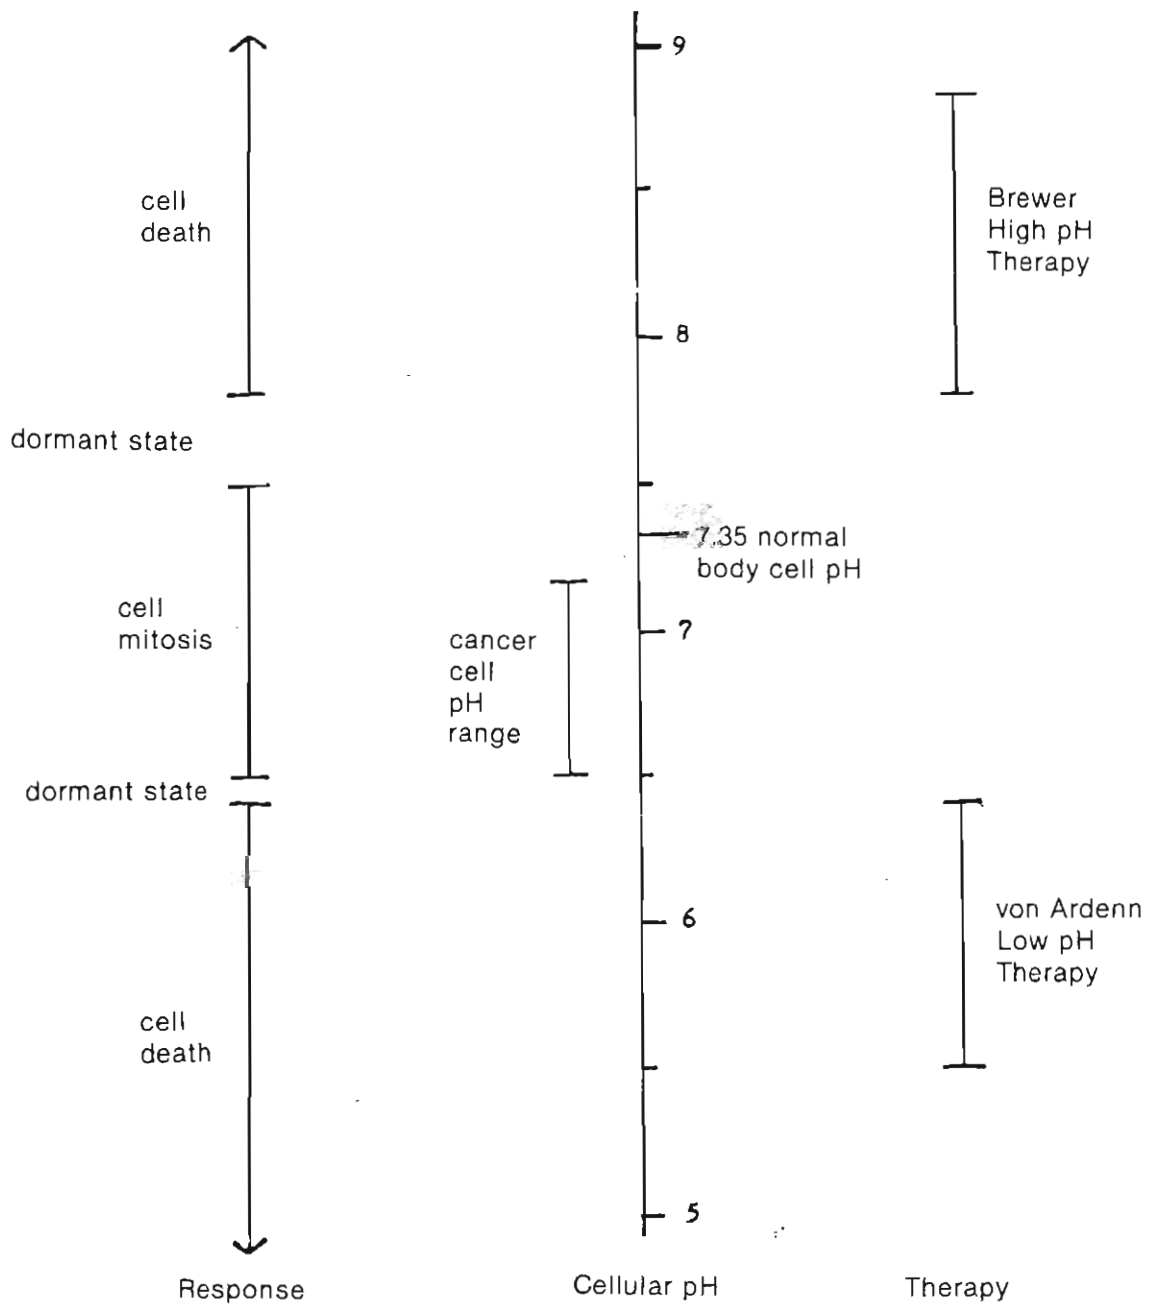 9
cell
death
Brewer
High pH
Therapy
8
dormant state
7.35 normal
body cell pH
cell
mitosis
7
cancer
cell
pH
range
dormant state
6
von Ardenn
Low pH
Therapy
cell
death
5
Response
Cellular pH
Therapy